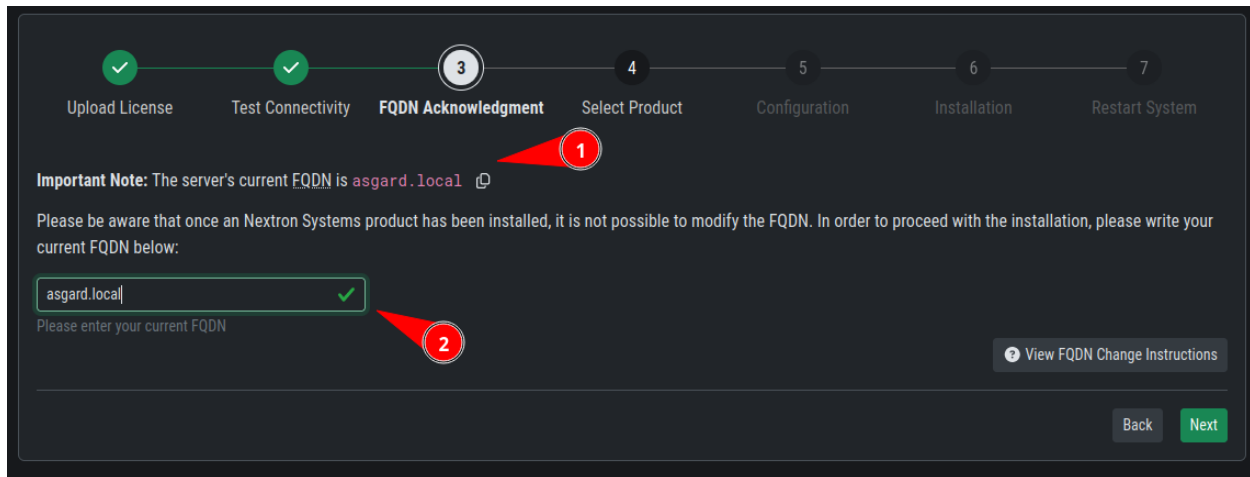 3 4 5 6 7
Upload License Test Connectivity FQDN Acknowledgment Select Product Configuration Installation Restart System
1
Important Note: The server's current FQDN is asgard.local
Please be aware that once an Nextron Systems product has been installed, it is not possible to modify the FQDN. In order to proceed with the installation, please write your
current FQDN below:
asgard.local
Please enter your current FQDN
2
View FQDN Change Instructions
Back Next